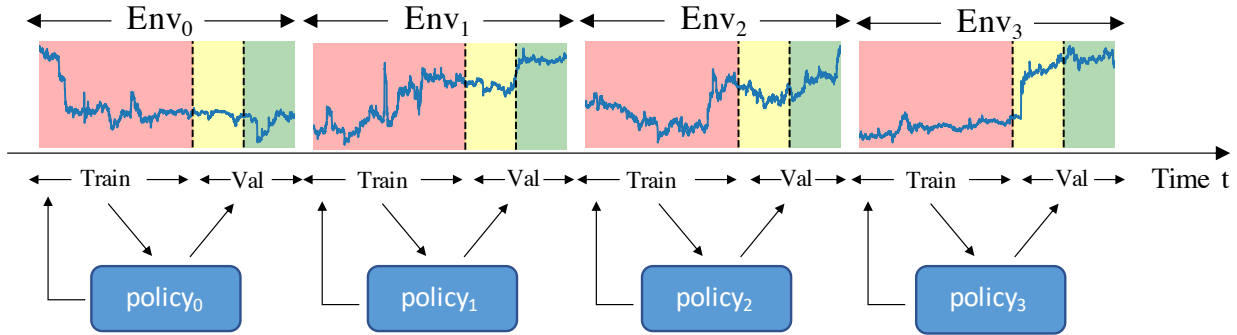 Env₀ Env₁ Env₂ Env₃
Train Val Train Val Train Val Train Val Time t
policy₀ policy₁ policy₂ policy₃